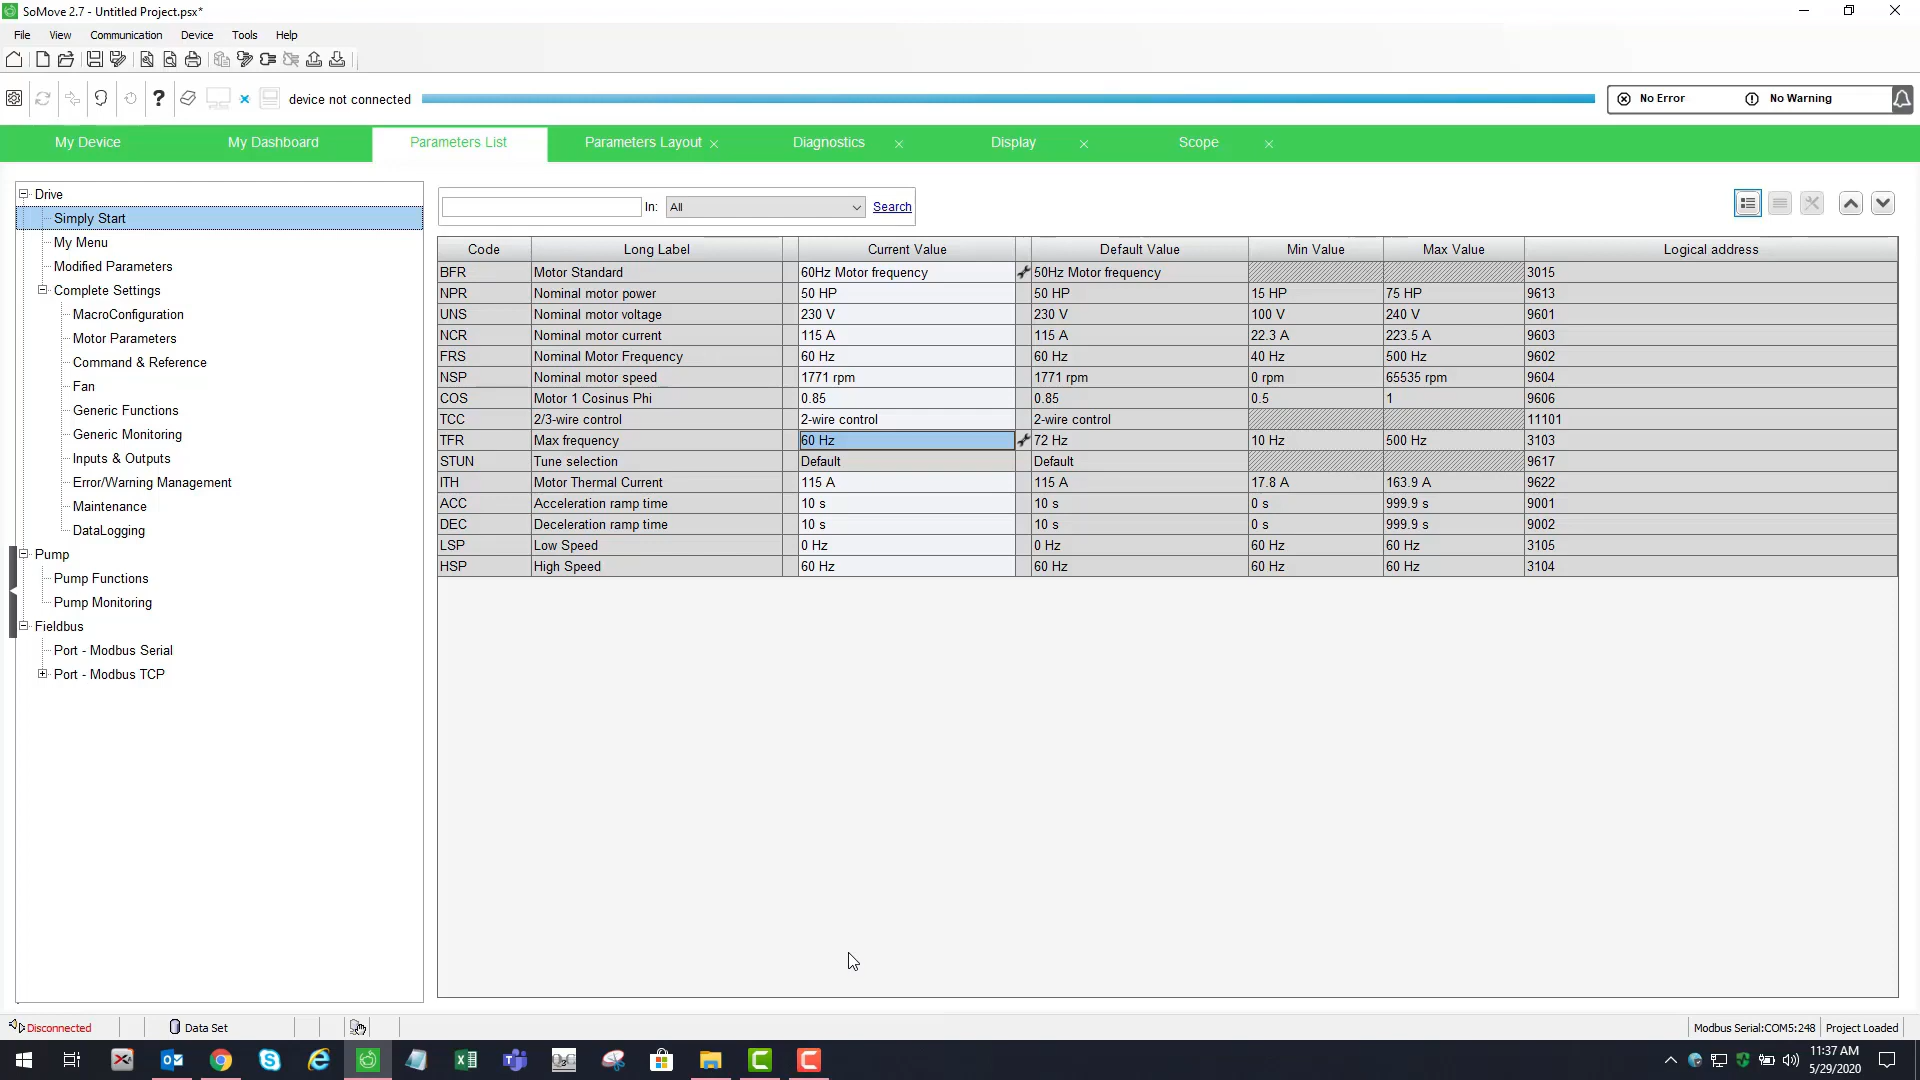 SoMove 2.7 - Untitled Project.psx*
File View Communication Device Tools Help
device not connected
No Error No Warning
My Device My Dashboard Parameters List Parameters Layout Diagnostics Display Scope
Drive
Simply Start
My Menu
Modified Parameters
Complete Settings
MacroConfiguration
Motor Parameters
Command & Reference
Fan
Generic Functions
Generic Monitoring
Inputs & Outputs
Error/Warning Management
Maintenance
DataLogging
Pump
Pump Functions
Pump Monitoring
Fieldbus
Port - Modbus Serial
Port - Modbus TCP
In: All Search
Code Long Label Current Value Default Value Min Value Max Value Logical address
BFR Motor Standard 60Hz Motor frequency 50Hz Motor frequency 3015
NPR Nominal motor power 50 HP 50 HP 15 HP 75 HP 9613
UNS Nominal motor voltage 230 V 230 V 100 V 240 V 9601
NCR Nominal motor current 115 A 115 A 22.3 A 223.5 A 9603
FRS Nominal Motor Frequency 60 Hz 60 Hz 40 Hz 500 Hz 9602
NSP Nominal motor speed 1771 rpm 1771 rpm 0 rpm 65535 rpm 9604
COS Motor 1 Cosinus Phi 0.85 0.85 0.5 1 9606
TCC 2/3-wire control 2-wire control 2-wire control 11101
TFR Max frequency 60 Hz 72 Hz 10 Hz 500 Hz 3103
STUN Tune selection Default Default 9617
ITH Motor Thermal Current 115 A 115 A 17.8 A 163.9 A 9622
ACC Acceleration ramp time 10 s 10 s 0 s 999.9 s 9001
DEC Deceleration ramp time 10 s 10 s 0 s 999.9 s 9002
LSP Low Speed 0 Hz 0 Hz 60 Hz 60 Hz 3105
HSP High Speed 60 Hz 60 Hz 60 Hz 60 Hz 3104
Disconnected Data Set Modbus Serial:COM5:248 Project Loaded
11:37 AM
5/29/2020